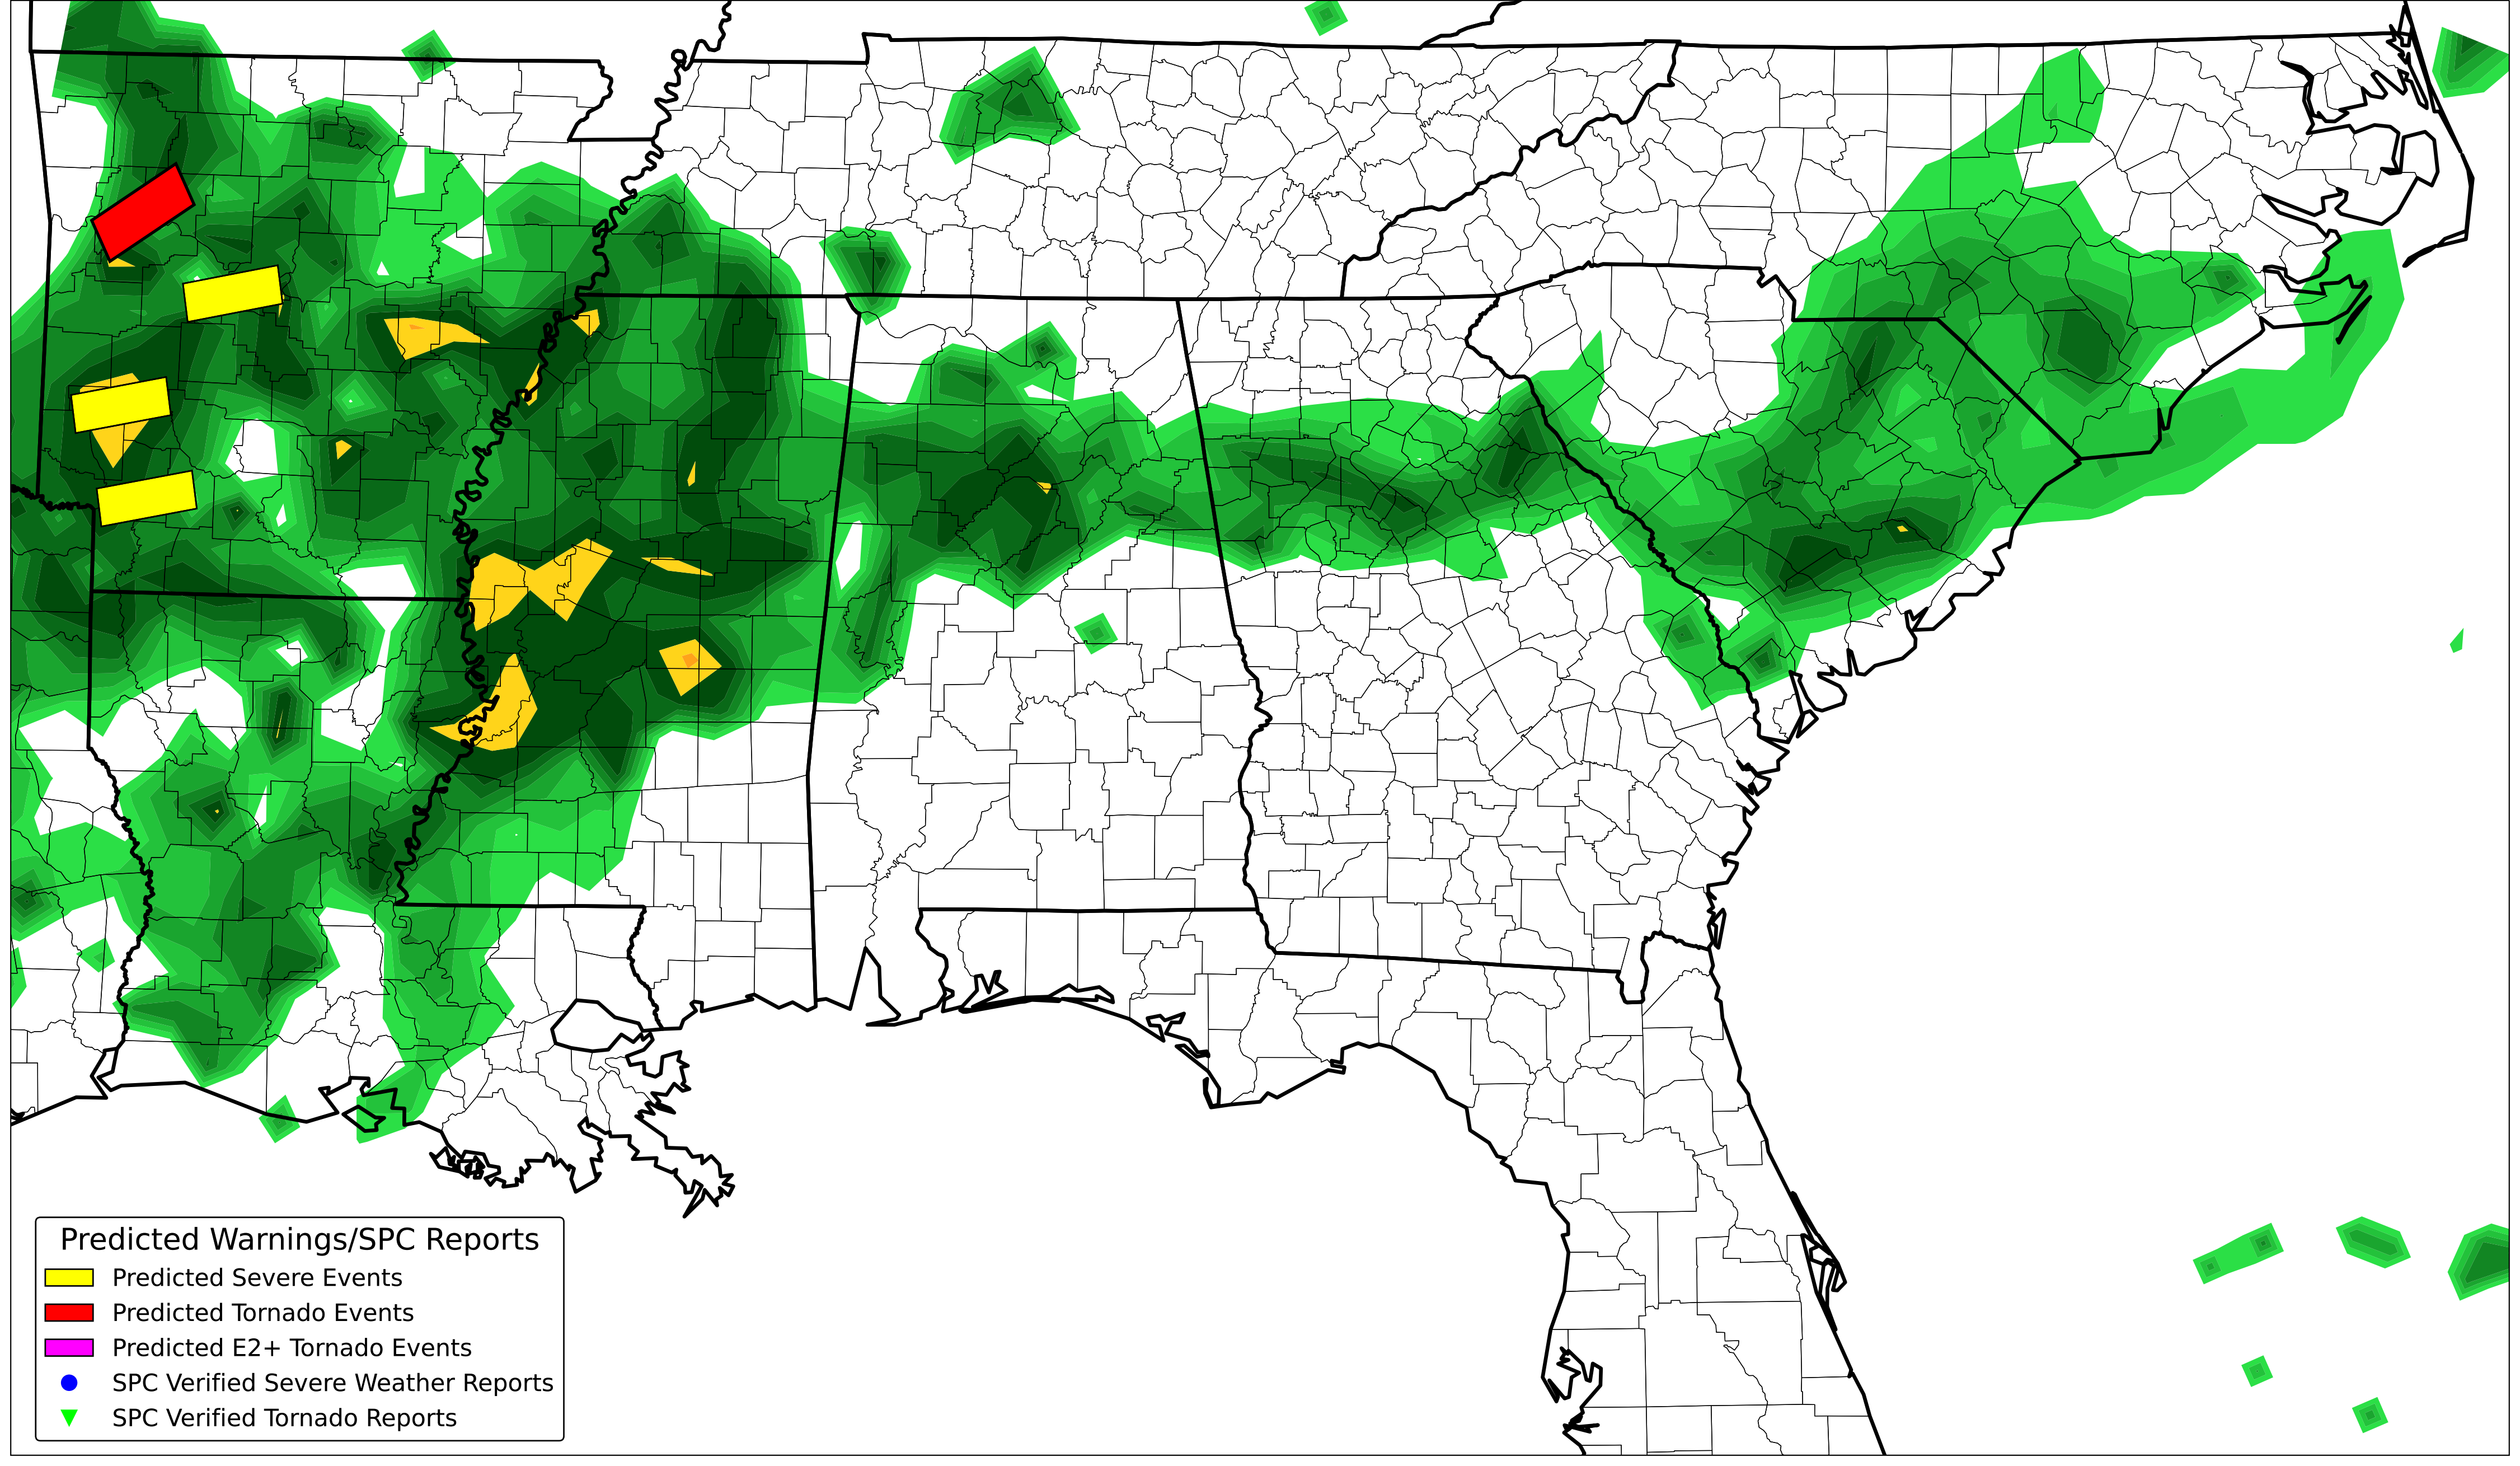 Predicted Warnings/SPC Reports
Predicted Severe Events
Predicted Tornado Events
Predicted E2+ Tornado Events
SPC Verified Severe Weather Reports
SPC Verified Tornado Reports